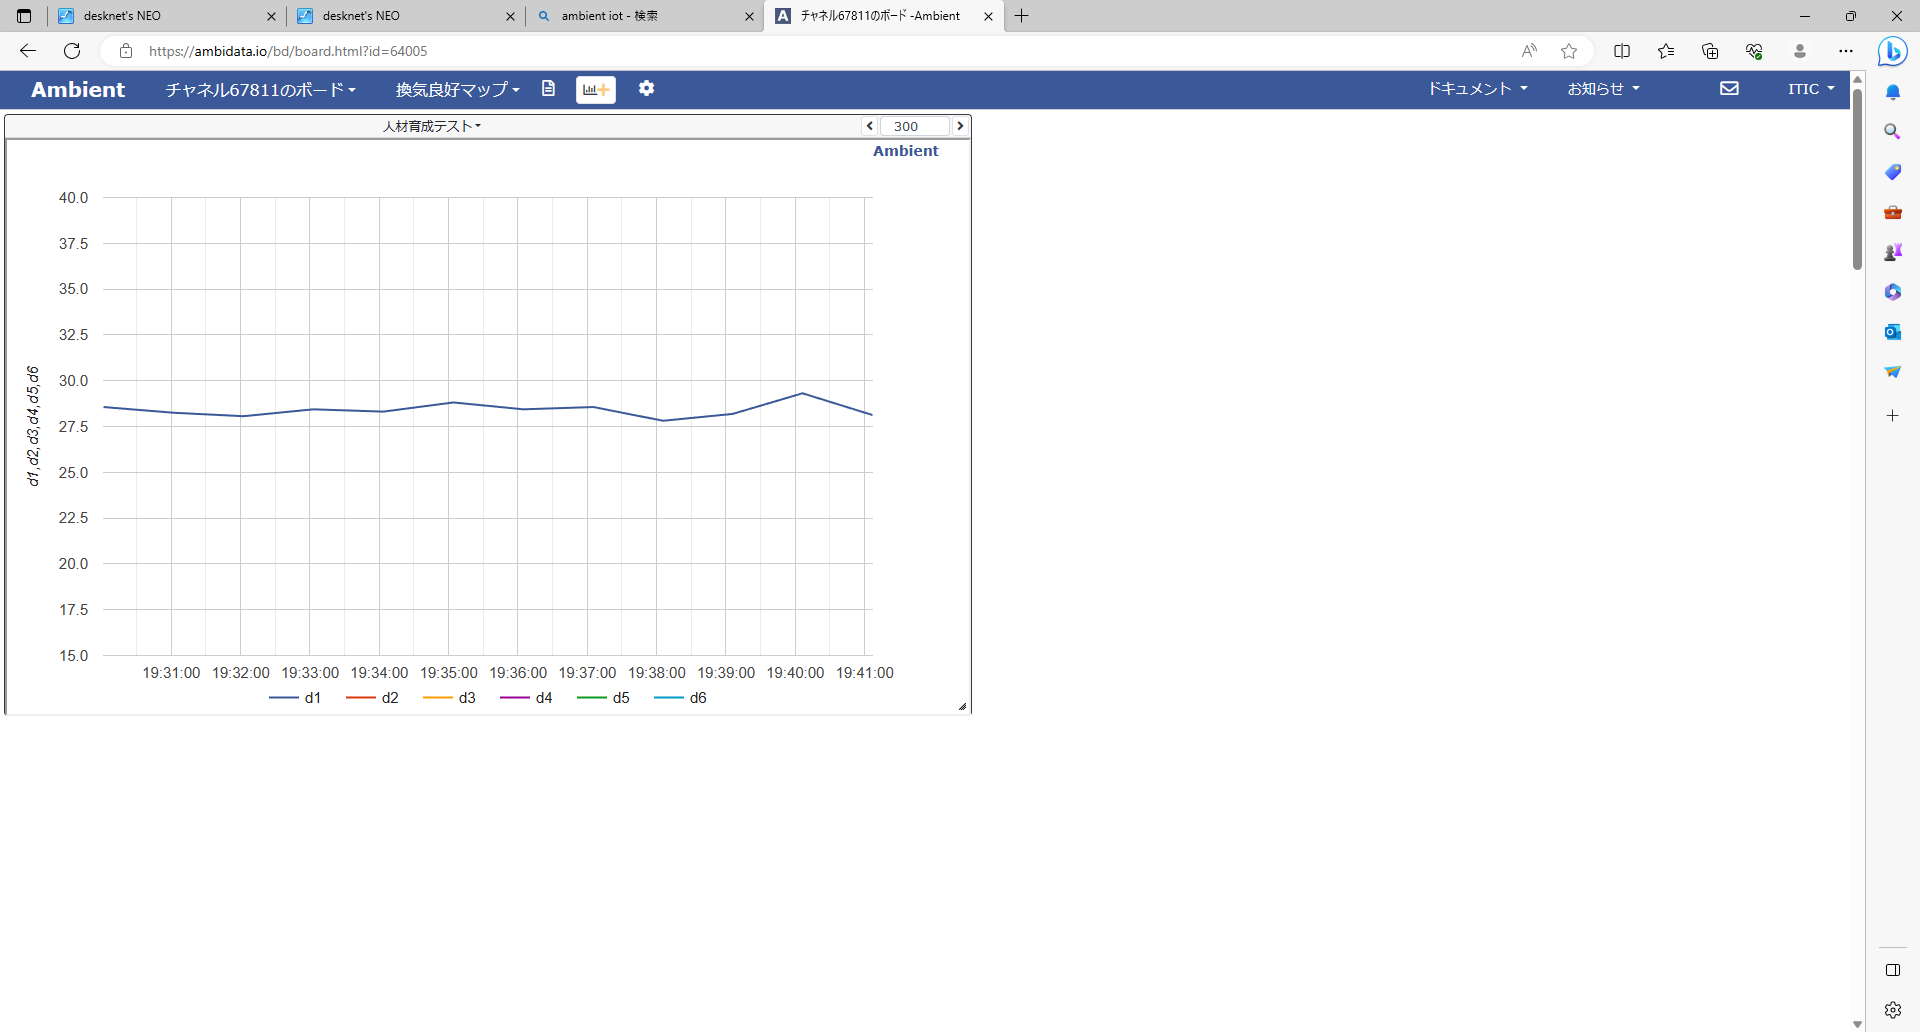 desknet's NEO
desknet's NEO
ambient iot - 検索
チャネル67811のボード -Ambient
https://ambidata.io/bd/board.html?id=64005
Ambient
チャネル67811のボード
換気良好マップ
ドキュメント
お知らせ
ITIC
人材育成テスト
300
Ambient
40.0
37.5
35.0
32.5
30.0
27.5
25.0
22.5
20.0
17.5
15.0
d1,d2,d3,d4,d5,d6
19:31:00 19:32:00 19:33:00 19:34:00 19:35:00 19:36:00 19:37:00 19:38:00 19:39:00 19:40:00 19:41:00
d1 d2 d3 d4 d5 d6